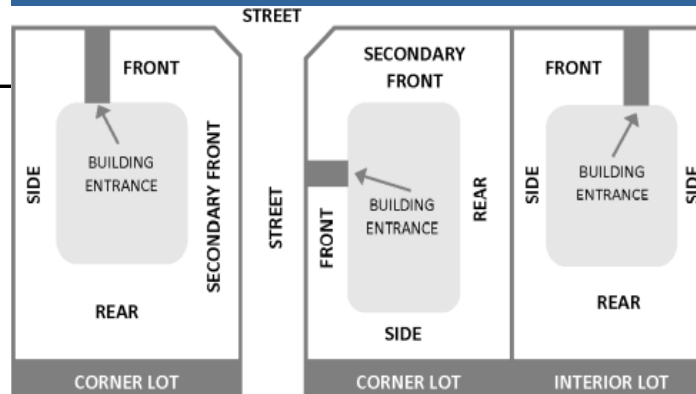 STREET
FRONT
SIDE
BUILDING
ENTRANCE
SECONDARY FRONT
REAR
CORNER LOT
STREET
SECONDARY
FRONT
FRONT
BUILDING
ENTRANCE
REAR
SIDE
CORNER LOT
FRONT
SIDE
BUILDING
ENTRANCE
SIDE
REAR
INTERIOR LOT